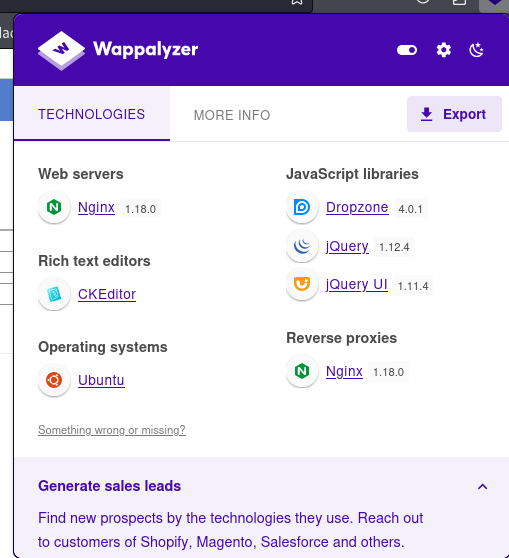 Wappalyzer
TECHNOLOGIES
MORE INFO
Export
Web servers
Nginx 1.18.0
Rich text editors
CKEditor
Operating systems
Ubuntu
JavaScript libraries
Dropzone 4.0.1
jQuery 1.12.4
jQuery UI 1.11.4
Reverse proxies
Nginx 1.18.0
Something wrong or missing?
Generate sales leads
Find new prospects by the technologies they use. Reach out
to customers of Shopify, Magento, Salesforce and others.